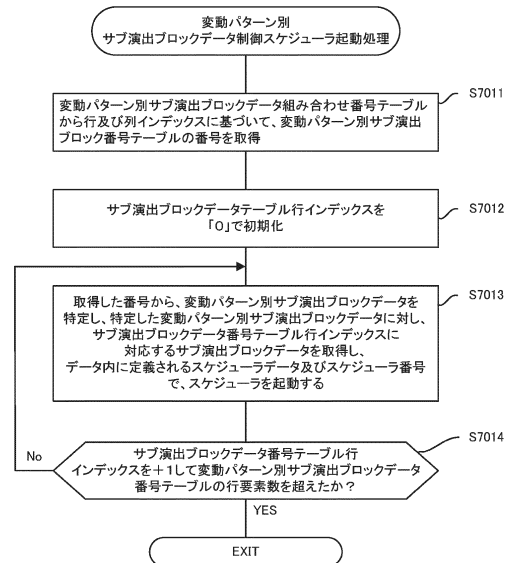 変動パターン別
サブ演出ブロックデータ制御スケジューラ起動処理
S7011
変動パターン別サブ演出ブロックデータ組み合わせ番号テーブル
から行及び列インデックスに基づいて、変動パターン別サブ演出
ブロック番号テーブルの番号を取得
S7012
サブ演出ブロックデータテーブル行インデックスを
「0」で初期化
S7013
取得した番号から、変動パターン別サブ演出ブロックデータを
特定し、特定した変動パターン別サブ演出ブロックデータに対し、
サブ演出ブロックデータ番号テーブル行インデックスに
対応するサブ演出ブロックデータを取得し、
データ内に定義されるスケジューラデータ及びスケジューラ番号
で、スケジューラを起動する
S7014
No
サブ演出ブロックデータ番号テーブル行
インデックスを+1して変動パターン別サブ演出ブロックデータ
番号テーブルの行要素数を超えたか?
YES
EXIT